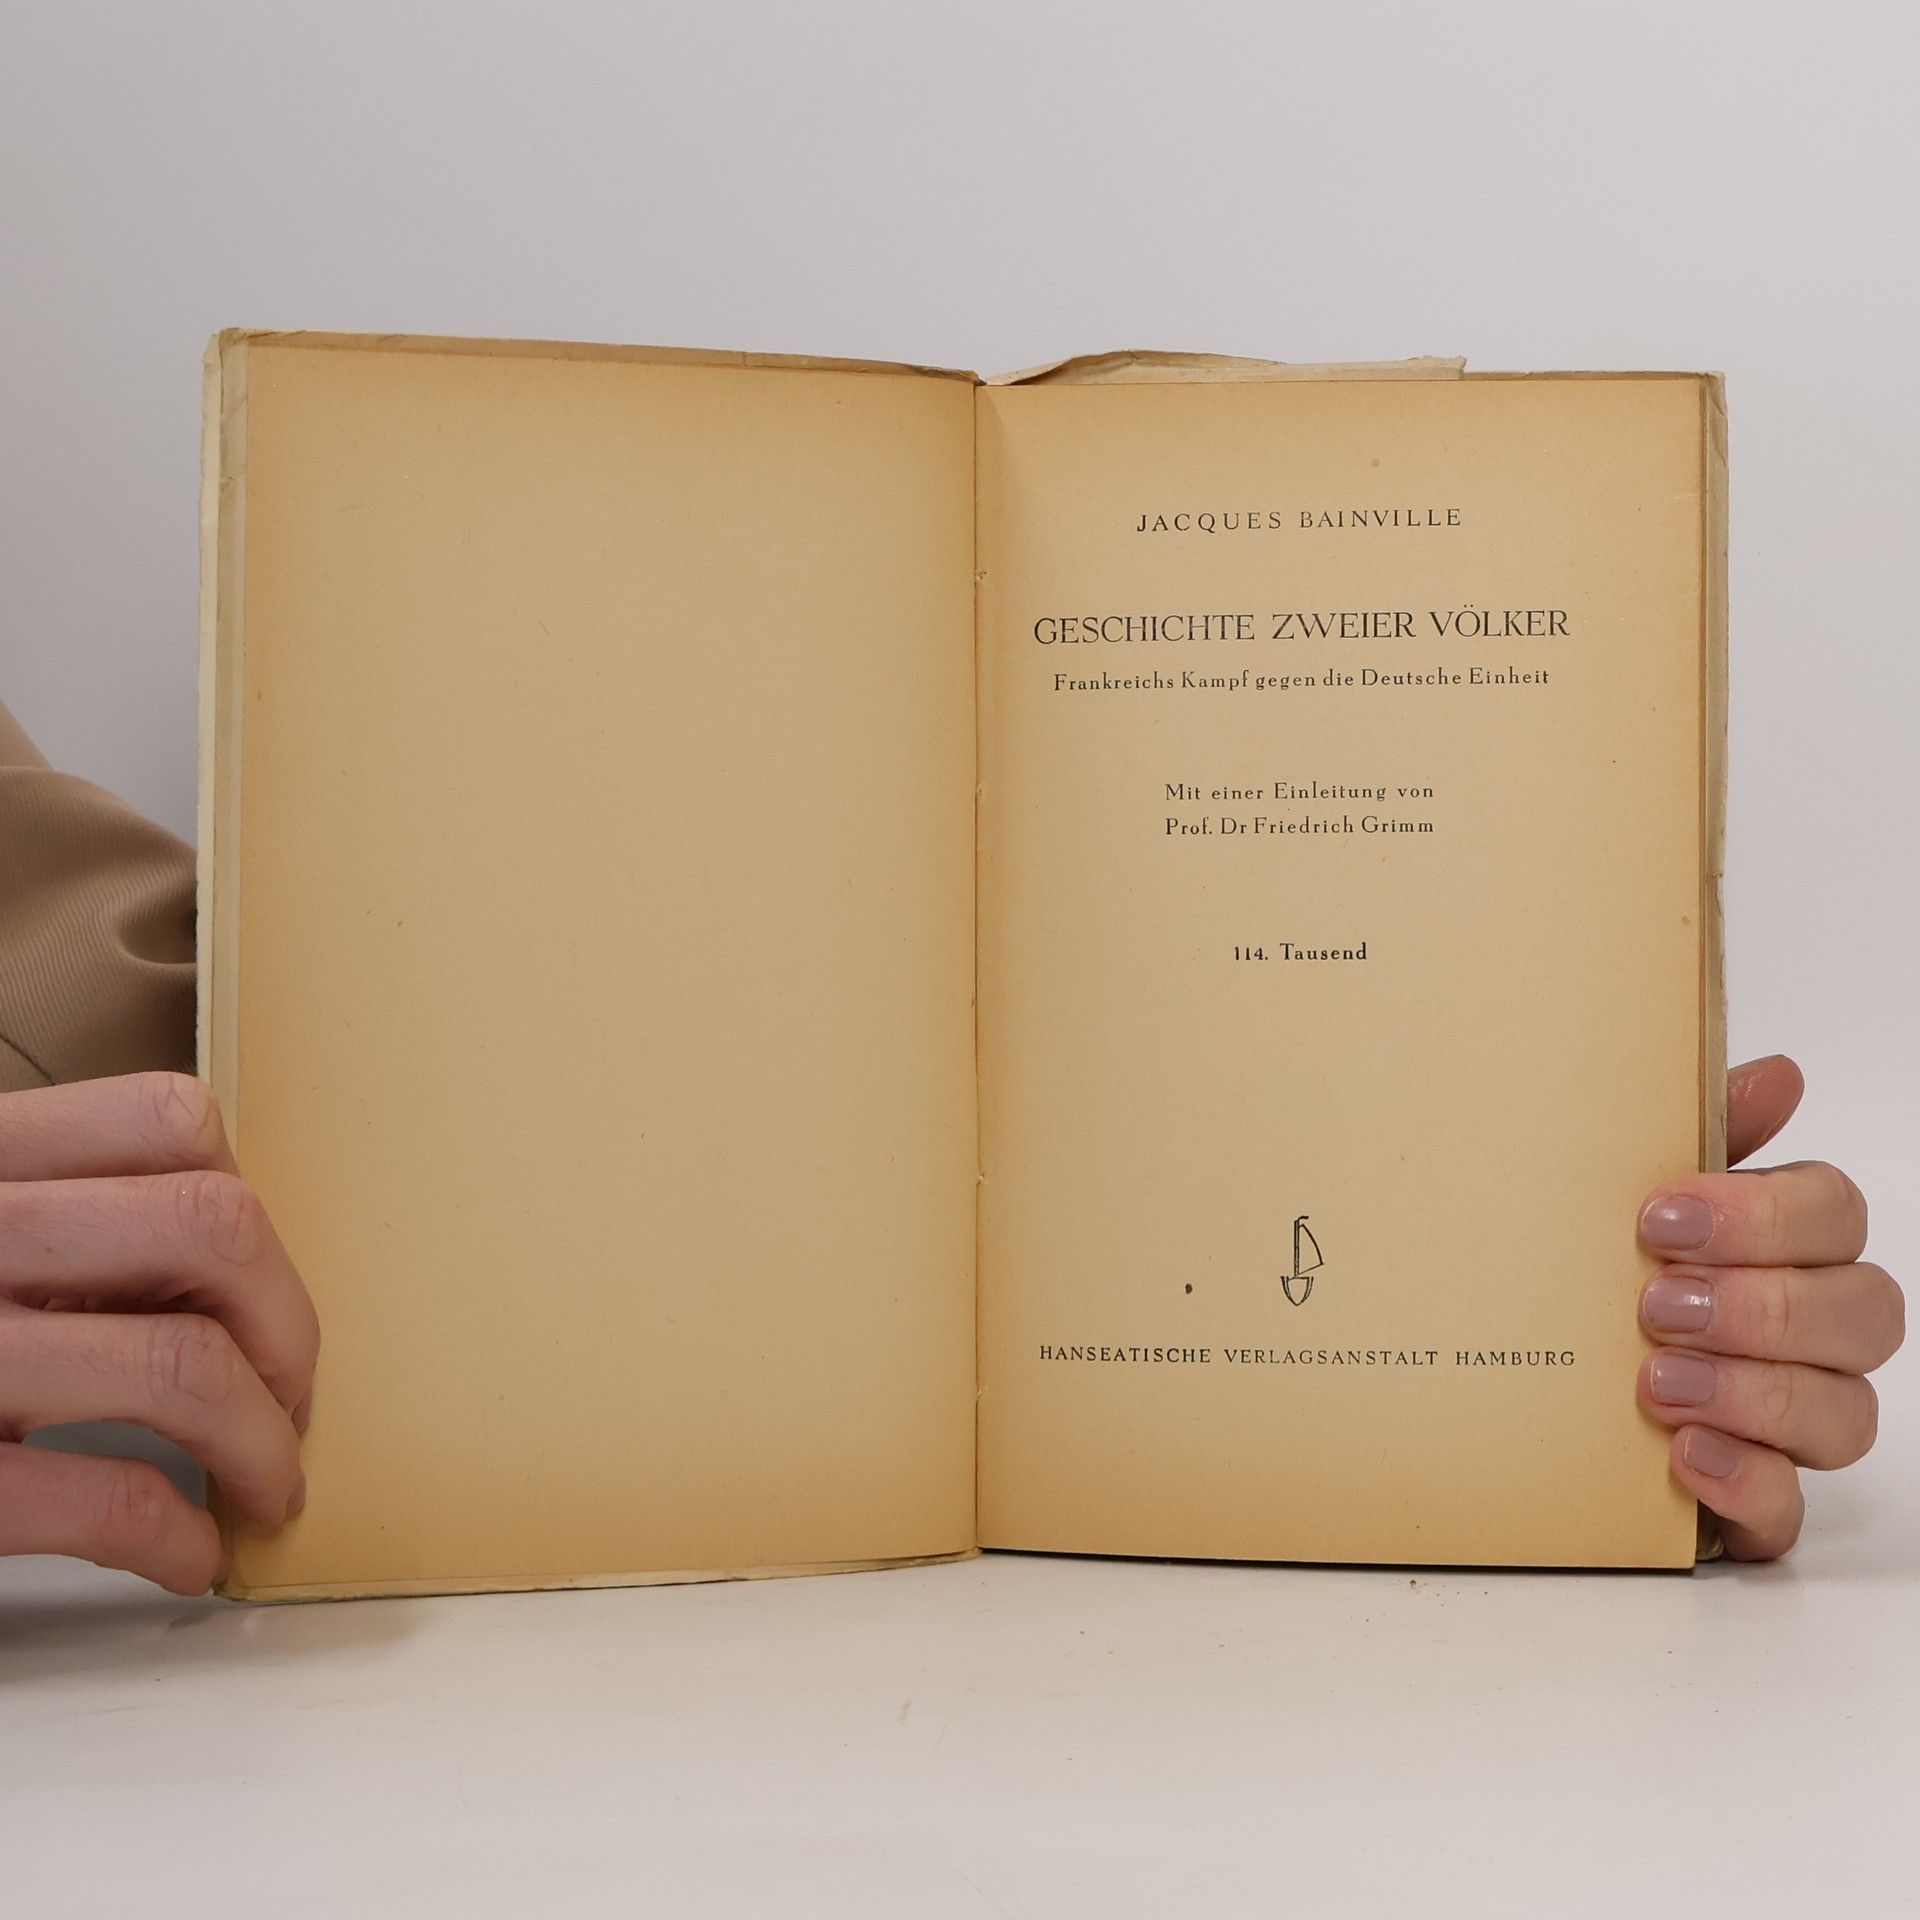 JACQUES BAINVILLE
GESCHICHTE ZWEIER VÖLKER
Frankreichs Kampf gegen die Deutsche Einheit
Mit einer Einleitung von
Prof. Dr Friedrich Grimm
114. Tausend
HANSEATISCHE VERLAGSANSTALT HAMBURG